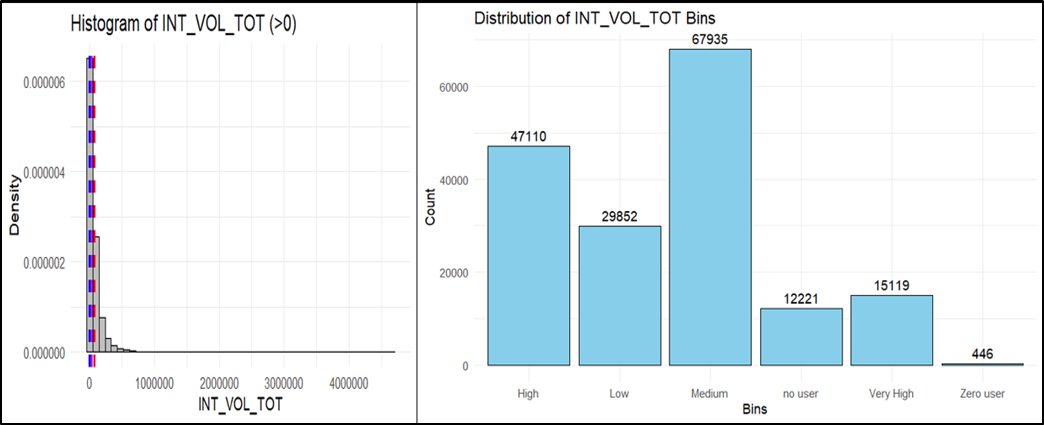 Histogram of INT_VOL_TOT (>0)
Density
0.000006
0.000004
0.000002
0.000000
0 1000000 2000000 3000000 4000000
INT_VOL_TOT
Distribution of INT_VOL_TOT Bins
Count
60000
40000
20000
0
47110
29852
67935
12221
15119
446
High Low Medium no user Very High Zero user
Bins